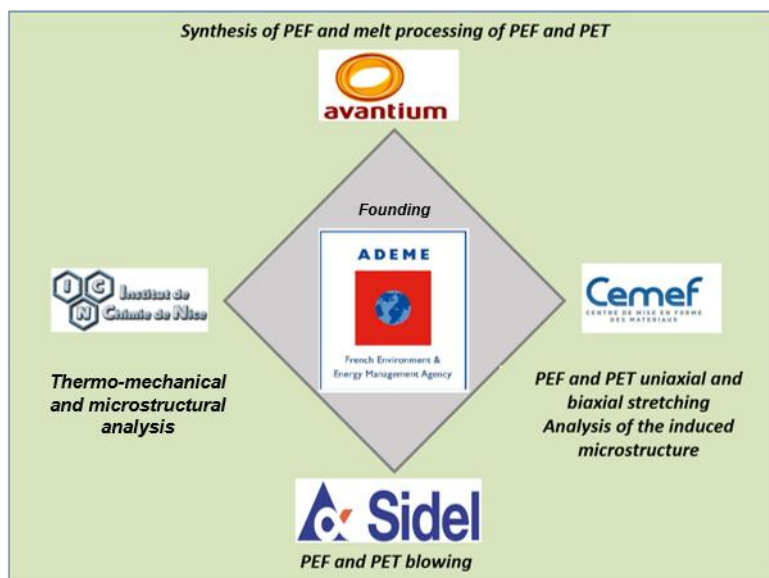 Synthesis of PEF and melt processing of PEF and PET
avantium
Founding
ADEME
French Environment &
Energy Management Agency
I C N
Institut de
Chimie de Nice
Thermo-mechanical
and microstructural
analysis
Cemef
CENTRE DE MISE EN FORME
DES MATERIAUX
PEF and PET uniaxial and
biaxial stretching
Analysis of the induced
microstructure
Sidel
PEF and PET blowing